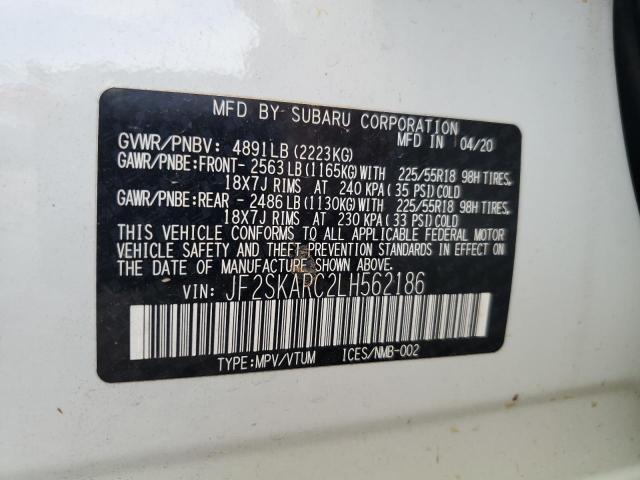 MFD BY SUBARU CORPORATION
MFD IN 04/20
GVWR/PNBV: 4891LB (2223KG)
GAWR/PNBE:FRONT- 2563LB (1165KG)WITH 225/55R18 98H TIRES,
18X7J RIMS AT 240 KPA (35 PSI)COLD
GAWR/PNBE:REAR - 2486LB (1130KG)WITH 225/55R18 98H TIRES,
18X7J RIMS AT 230 KPA (33 PSI)COLD
THIS VEHICLE CONFORMS TO ALL APPLICABLE FEDERAL MOTOR
VEHICLE SAFETY AND THEFT PREVENTION STANDARDS IN EFFECT
ON THE DATE OF MANUFACTURE SHOWN ABOVE.
VIN: JF2SKARC2LH562186
TYPE:MPV/VTUM ICES/NMB-002